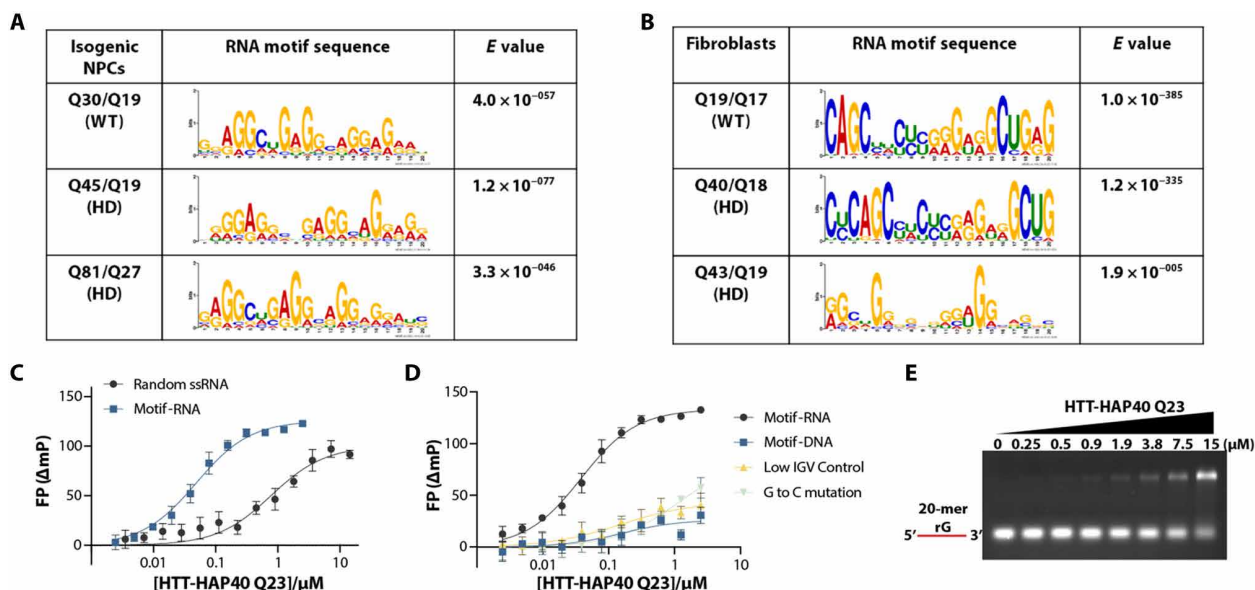 A
Isogenic NPCs
RNA motif sequence
E value
Q30/Q19
(WT)
4.0 × 10⁻⁰⁵⁷
Q45/Q19
(HD)
1.2 × 10⁻⁰⁷⁷
Q81/Q27
(HD)
3.3 × 10⁻⁰⁴⁶
B
Fibroblasts
RNA motif sequence
E value
Q19/Q17
(WT)
1.0 × 10⁻³⁸⁵
Q40/Q18
(HD)
1.2 × 10⁻³³⁵
Q43/Q19
(HD)
1.9 × 10⁻⁰⁰⁵
C
Random ssRNA
Motif-RNA
FP (ΔmP)
150
100
50
0
0.01 0.1 1 10
[HTT-HAP40 Q23]/μM
D
Motif-RNA
Motif-DNA
Low IGV Control
G to C mutation
FP (ΔmP)
150
100
50
0
0.01 0.1 1 10
[HTT-HAP40 Q23]/μM
E
HTT-HAP40 Q23
0 0.25 0.5 0.9 1.9 3.8 7.5 15 (μM)
20-mer
rG
5′ 3′